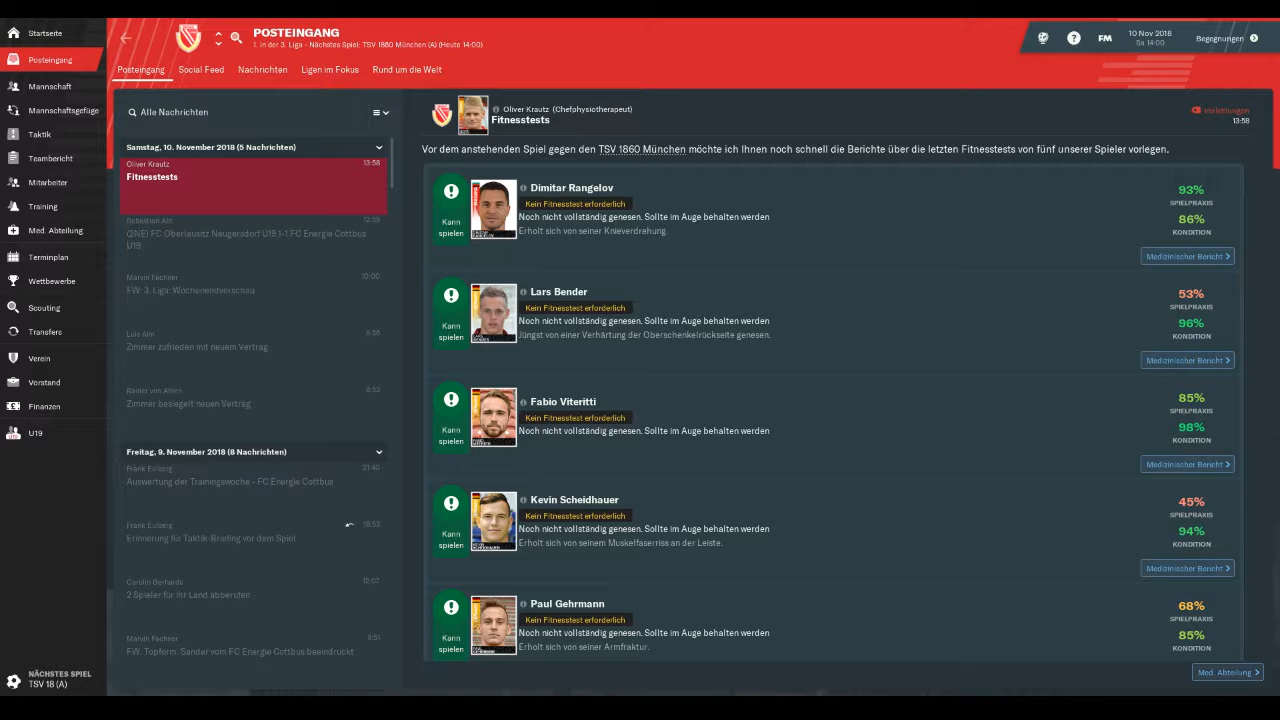 Startseite
Posteingang
Mannschaft
Mannschaftsgefüge
Taktik
Teambericht
Mitarbeiter
Training
Med. Abteilung
Terminplan
Wettbewerbe
Scouting
Transfers
Verein
Vorstand
Finanzen
U19
U19
NÄCHSTES SPIEL
TSV 18 (A)
POSTEINGANG
1. in der 3. Liga - Nächstes Spiel: TSV 1860 München (A) (Heute 14:00)
FM
10 Nov 2018
Sa 14:00
Begegnungen
Posteingang Social Feed Nachrichten Ligen im Fokus Rund um die Welt
Alle Nachrichten
Samstag, 10. November 2018 (5 Nachrichten)
Oliver Krautz 13:58
Fitnesstests
12:59
(2NE) FC Oberlausitz Neugersdorf U19 1-1 FC Energie Cottbus
U19
10:00
FW: 3. Liga: Wochenendvorschau
Zimmer zufrieden mit neuem Vertrag
Zimmer besiegelt neuen Vertrag
Freitag, 9. November 2018 (8 Nachrichten)
Frank Eulberg 21:40
Auswertung der Trainingswoche - FC Energie Cottbus
Frank Eulberg 18:53
Erinnerung für Taktik-Briefing vor dem Spiel
Carolin Gerhards 12:07
2 Spieler für ihr Land abberufen
8:51
FW: Topform. Sander vom FC Energie Cottbus beeindruckt
Oliver Krautz (Chefphysiotherapeut)
Fitnesstests
Verletzungen
13:58
Vor dem anstehenden Spiel gegen den TSV 1860 München möchte ich Ihnen noch schnell die Berichte über die letzten Fitnesstests von fünf unserer Spieler vorlegen.
Kann
spielen
Dimitar Rangelov
Kein Fitnesstest erforderlich
Noch nicht vollständig genesen. Sollte im Auge behalten werden
Erholt sich von seiner Knieverdrehung.
93%
SPIELPRAXIS
86%
KONDITION
Medizinischer Bericht
Kann
spielen
Lars Bender
Kein Fitnesstest erforderlich
Noch nicht vollständig genesen. Sollte im Auge behalten werden
Jüngst von einer Verhärtung der Oberschenkelrückseite genesen.
53%
SPIELPRAXIS
96%
KONDITION
Medizinischer Bericht
Kann
spielen
Fabio Viteritti
Kein Fitnesstest erforderlich
Noch nicht vollständig genesen. Sollte im Auge behalten werden
85%
SPIELPRAXIS
98%
KONDITION
Medizinischer Bericht
Kann
spielen
Kevin Scheidhauer
Kein Fitnesstest erforderlich
Noch nicht vollständig genesen. Sollte im Auge behalten werden
Erholt sich von seinem Muskelfaserriss an der Leiste.
45%
SPIELPRAXIS
94%
KONDITION
Medizinischer Bericht
Kann
spielen
Paul Gehrmann
Kein Fitnesstest erforderlich
Noch nicht vollständig genesen. Sollte im Auge behalten werden
Erholt sich von seiner Armfraktur.
68%
SPIELPRAXIS
85%
KONDITION
Med. Abteilung